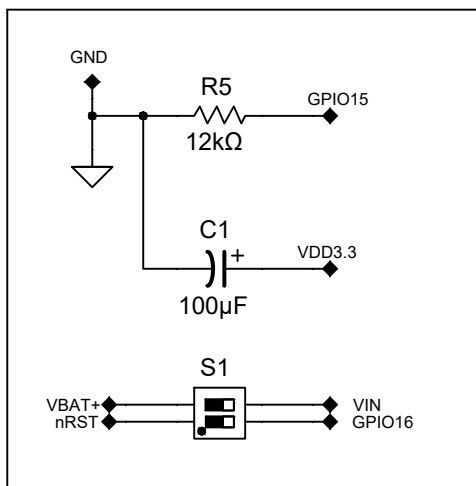 GND
R5
GPIO15
12kΩ
C1
+
VDD3.3
100µF
S1
VBAT+ VIN
nRST GPIO16